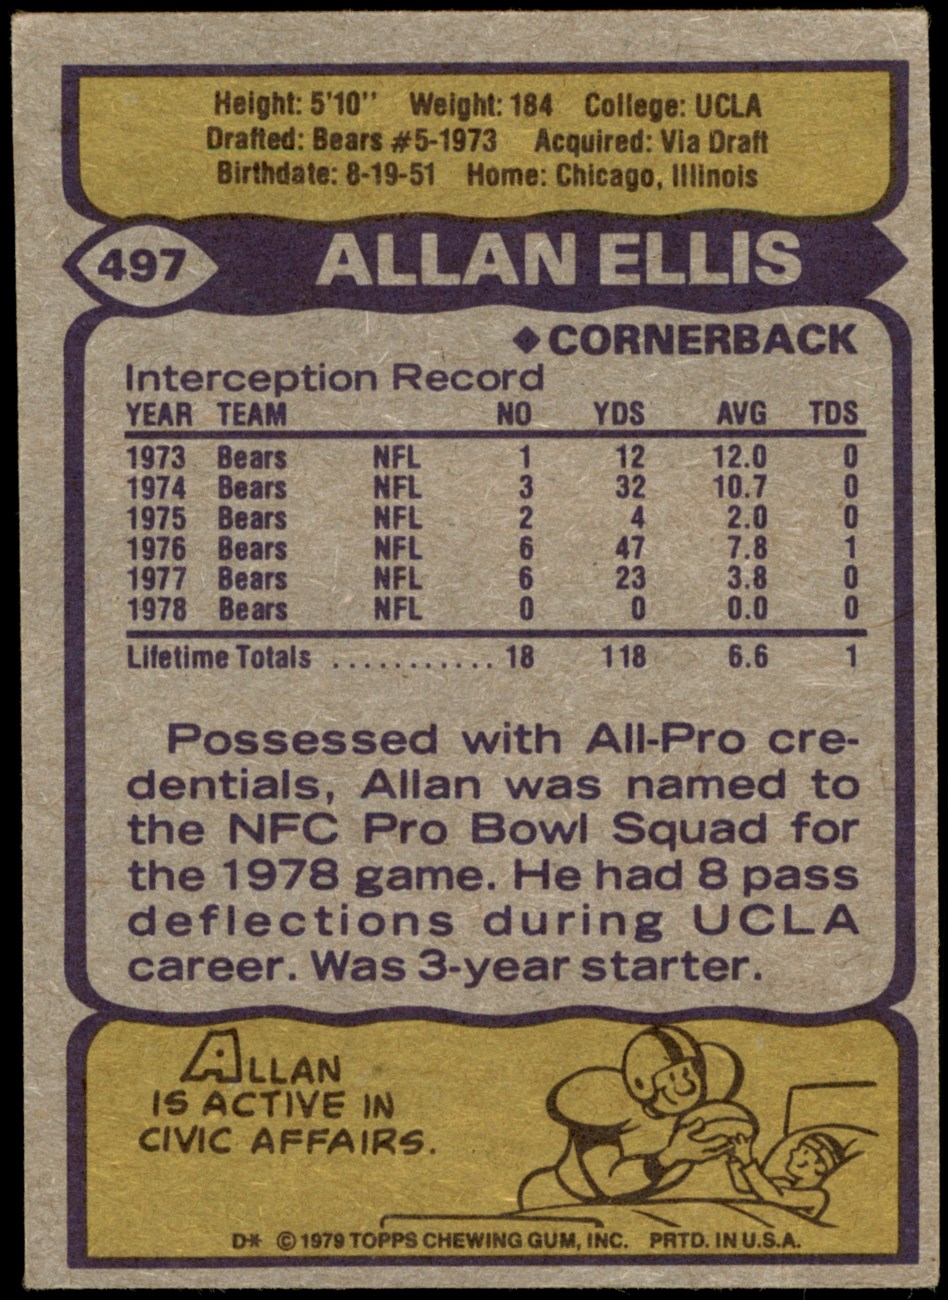 Height: 5'10" Weight: 184 College: UCLA
Drafted: Bears #5-1973 Acquired: Via Draft
Birthdate: 8-19-51 Home: Chicago, Illinois
497 ALLAN ELLIS
◆CORNERBACK
Interception Record
YEAR TEAM NO YDS AVG TDS
1973 Bears NFL 1 12 12.0 0
1974 Bears NFL 3 32 10.7 0
1975 Bears NFL 2 4 2.0 0
1976 Bears NFL 6 47 7.8 1
1977 Bears NFL 6 23 3.8 0
1978 Bears NFL 0 0 0.0 0
Lifetime Totals ........... 18 118 6.6 1
Possessed with All-Pro cre-
dentials, Allan was named to
the NFC Pro Bowl Squad for
the 1978 game. He had 8 pass
deflections during UCLA
career. Was 3-year starter.
ALLAN
IS ACTIVE IN
CIVIC AFFAIRS.
D* © 1979 TOPPS CHEWING GUM, INC. PRTD. IN U.S.A.